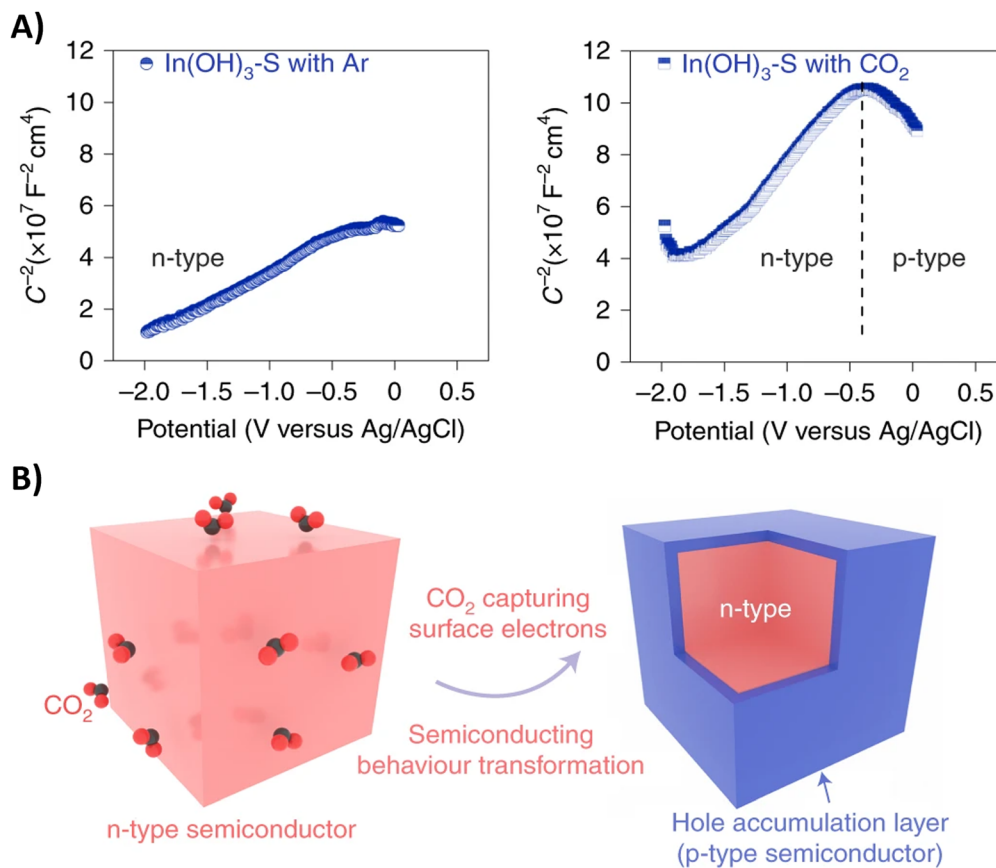 A)
12
10
8
6
4
2
0
C⁻² (×10⁷ F⁻² cm⁴)
In(OH)₃-S with Ar
n-type
−2.0 −1.5 −1.0 −0.5 0 0.5
Potential (V versus Ag/AgCl)
12
10
8
6
4
2
0
C⁻² (×10⁷ F⁻² cm⁴)
In(OH)₃-S with CO₂
n-type
p-type
−2.0 −1.5 −1.0 −0.5 0 0.5
Potential (V versus Ag/AgCl)
B)
CO₂
n-type semiconductor
CO₂ capturing
surface electrons
Semiconducting
behaviour transformation
n-type
Hole accumulation layer
(p-type semiconductor)